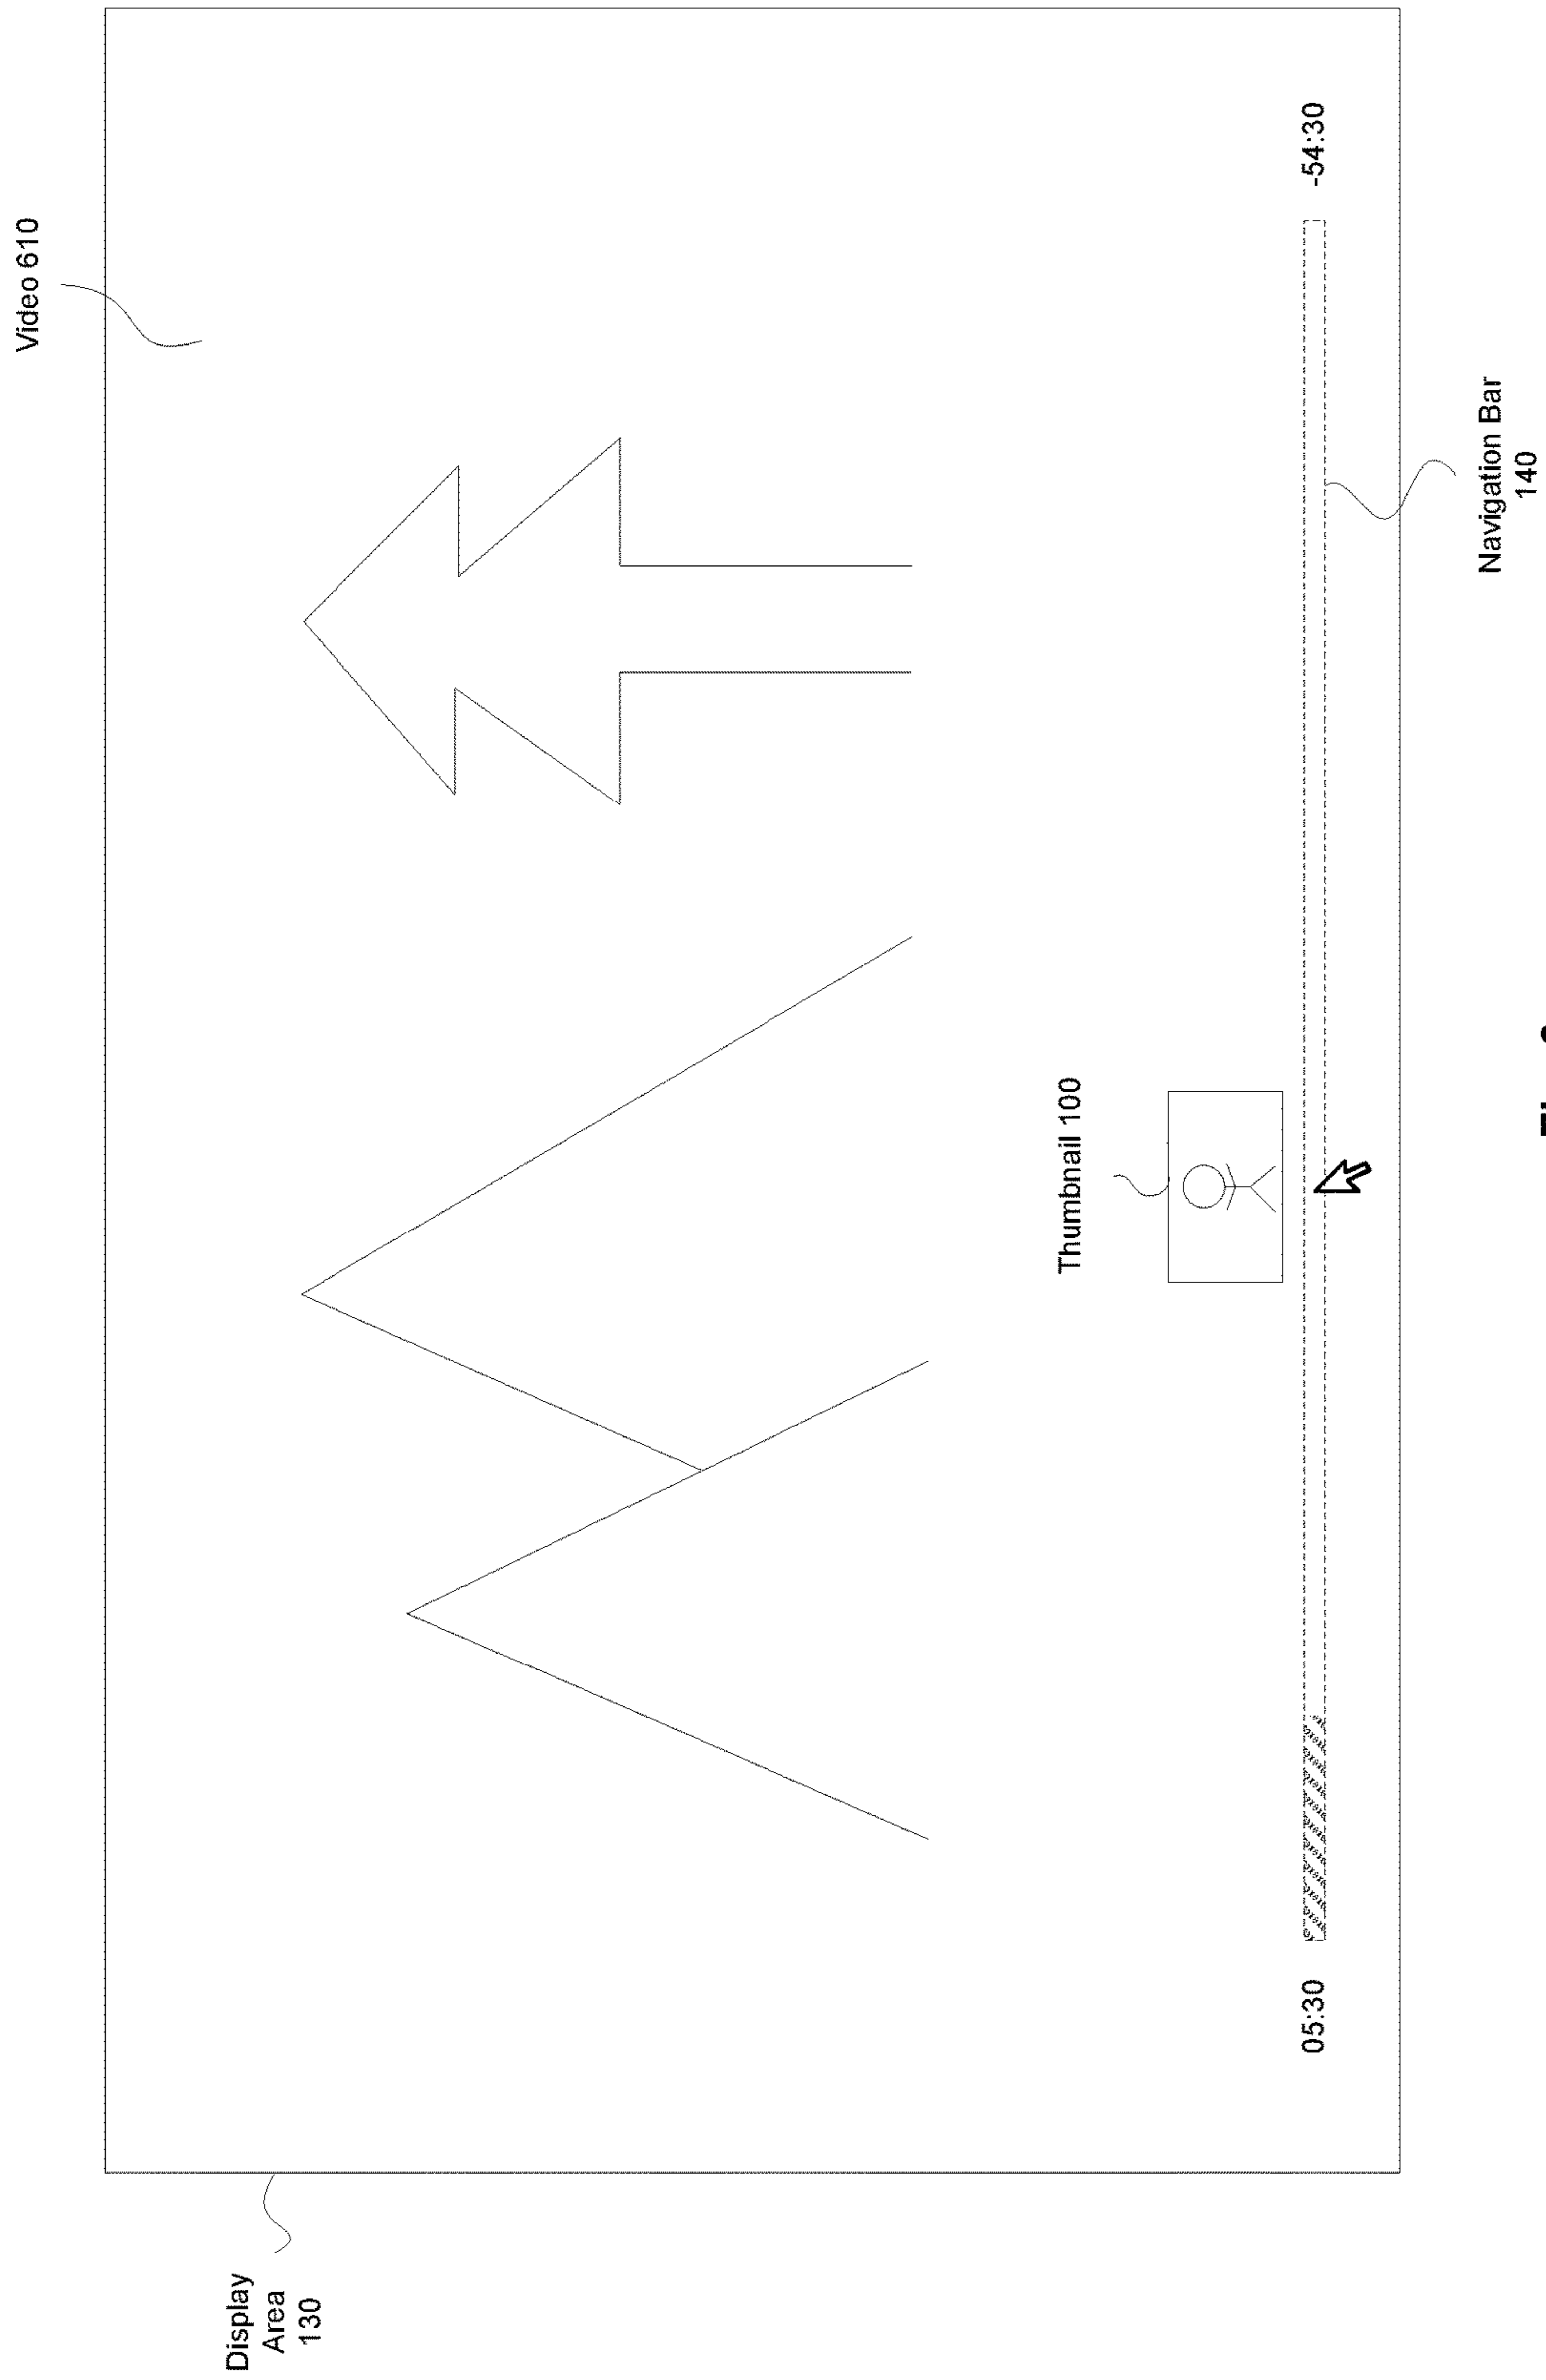 Video 610
Display
Area
130
Thumbnail 100
05:30
-54:30
Navigation Bar
140